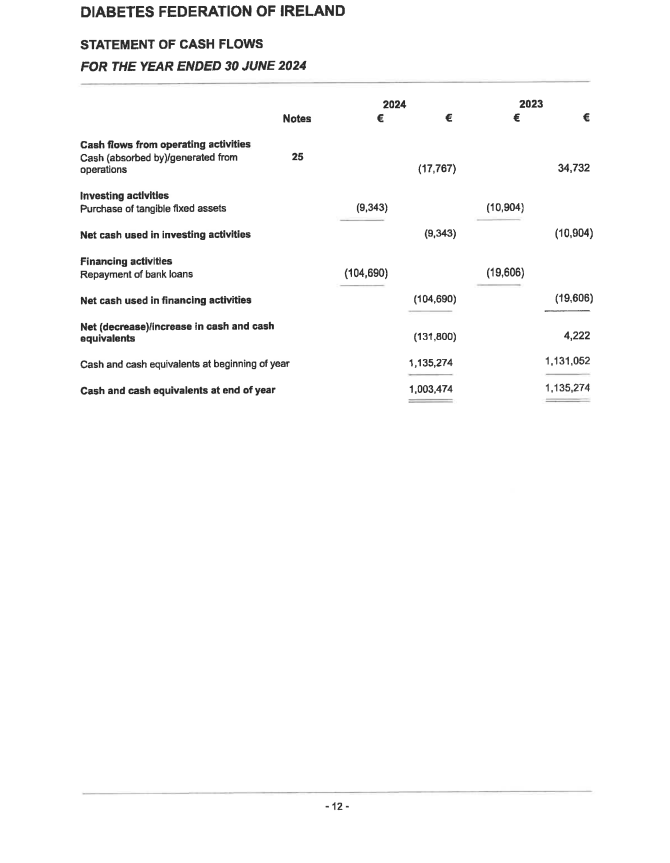 DIABETES FEDERATION OF IRELAND
STATEMENT OF CASH FLOWS
FOR THE YEAR ENDED 30 JUNE 2024
2024 2023
Notes € € € €
Cash flows from operating activities
Cash (absorbed by)/generated from 25
operations (17,767) 34,732
Investing activities
Purchase of tangible fixed assets (9,343) (10,904)
Net cash used in investing activities (9,343) (10,904)
Financing activities
Repayment of bank loans (104,690) (19,606)
Net cash used in financing activities (104,690) (19,606)
Net (decrease)/increase in cash and cash
equivalents (131,800) 4,222
Cash and cash equivalents at beginning of year 1,135,274 1,131,052
Cash and cash equivalents at end of year 1,003,474 1,135,274
- 12 -